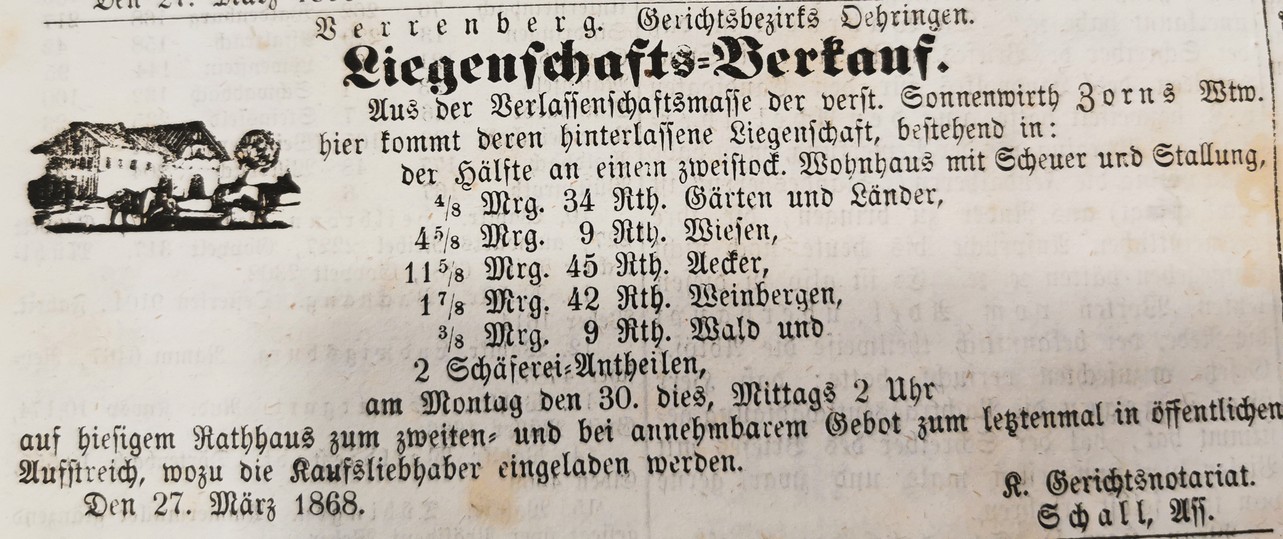 Verrenberg. Gerichtsbezirks Oehringen.
Liegenschafts-Verkauf.
Aus der Verlassenschaftsmasse der verst. Sonnenwirth Zorns Wtw.
hier kommt deren hinterlassene Liegenschaft, bestehend in:
der Hälfte an einem zweistock. Wohnhaus mit Scheuer und Stallung,
4/8 Mrg. 34 Rth. Gärten und Länder,
4 5/8 Mrg. 9 Rth. Wiesen,
11 5/8 Mrg. 45 Rth. Aecker,
1 7/8 Mrg. 42 Rth. Weinbergen,
3/8 Mrg. 9 Rth. Wald und
2 Schäferei-Antheilen,
am Montag den 30. dies, Mittags 2 Uhr
auf hiesigem Rathhaus zum zweiten- und bei annehmbarem Gebot zum letztenmal in öffentlichen
Aufstreich, wozu die Kaufsliebhaber eingeladen werden.
Den 27. März 1868.
K. Gerichtsnotariat.
Schall, Ass.